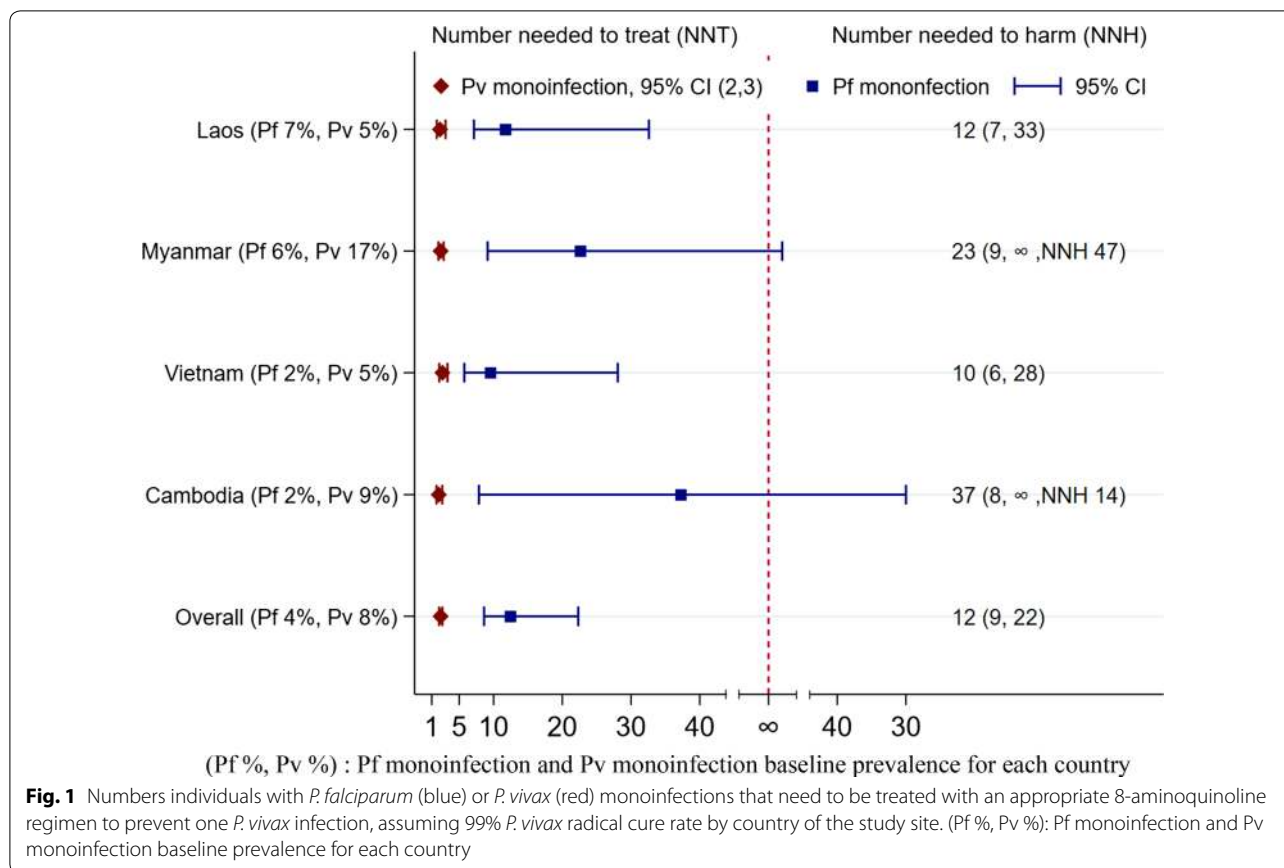 Number needed to treat (NNT) Number needed to harm (NNH)
Pv monoinfection, 95% CI (2,3) Pf mononfection 95% CI
Laos (Pf 7%, Pv 5%) 12 (7, 33)
Myanmar (Pf 6%, Pv 17%) 23 (9, ∞ ,NNH 47)
Vietnam (Pf 2%, Pv 5%) 10 (6, 28)
Cambodia (Pf 2%, Pv 9%) 37 (8, ∞ ,NNH 14)
Overall (Pf 4%, Pv 8%) 12 (9, 22)
1 5 10 20 30 40 ∞ 40 30
(Pf %, Pv %) : Pf monoinfection and Pv monoinfection baseline prevalence for each country
Fig. 1 Numbers individuals with P. falciparum (blue) or P. vivax (red) monoinfections that need to be treated with an appropriate 8-aminoquinoline
regimen to prevent one P. vivax infection, assuming 99% P. vivax radical cure rate by country of the study site. (Pf %, Pv %): Pf monoinfection and Pv
monoinfection baseline prevalence for each country